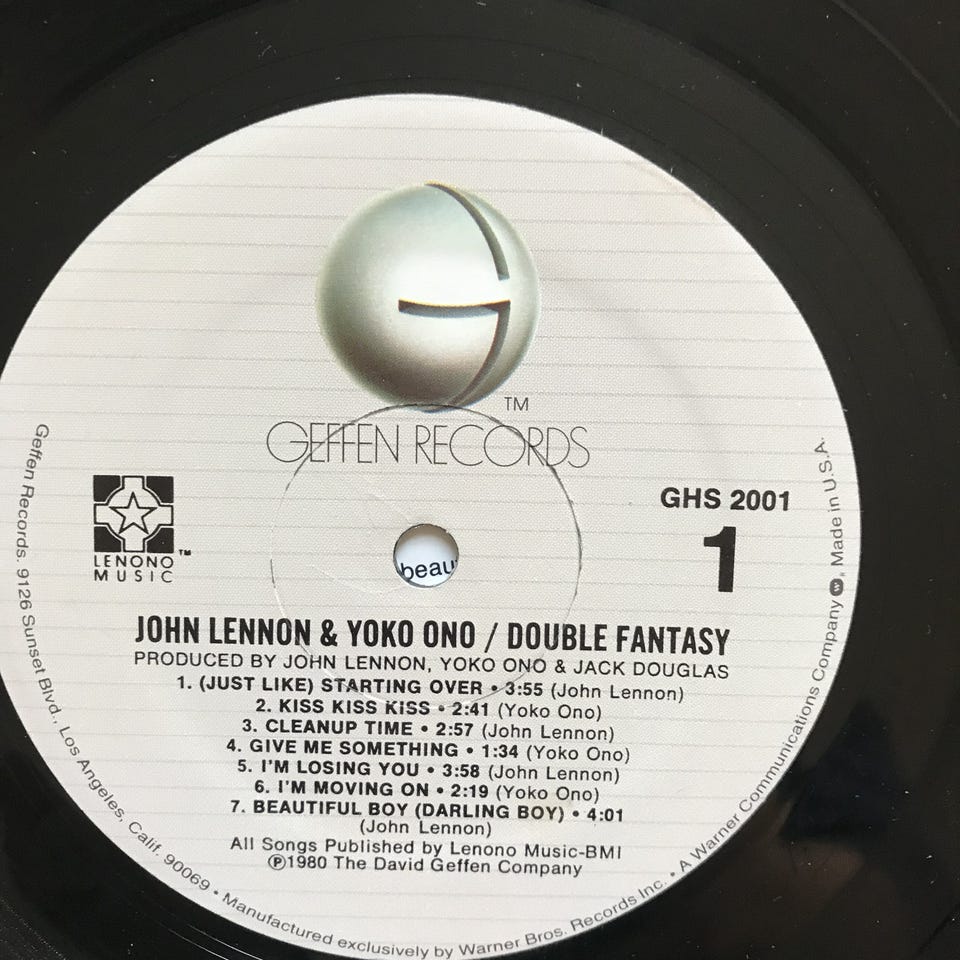 TM
GEFFEN RECORDS
LENONO™
MUSIC
GHS 2001
1
beau
JOHN LENNON & YOKO ONO / DOUBLE FANTASY
PRODUCED BY JOHN LENNON, YOKO ONO & JACK DOUGLAS
1. (JUST LIKE) STARTING OVER • 3:55 (John Lennon)
2. KISS KISS KISS • 2:41 (Yoko Ono)
3. CLEANUP TIME • 2:57 (John Lennon)
4. GIVE ME SOMETHING • 1:34 (Yoko Ono)
5. I'M LOSING YOU • 3:58 (John Lennon)
6. I'M MOVING ON • 2:19 (Yoko Ono)
7. BEAUTIFUL BOY (DARLING BOY) • 4:01
(John Lennon)
All Songs Published by Lenono Music-BMI
℗1980 The David Geffen Company
Geffen Records. 9126 Sunset Blvd., Los Angeles, Calif. 90069 • Manufactured exclusively by Warner Bros. Records Inc. • A Warner Communications Company ⓦ. Made in U.S.A.